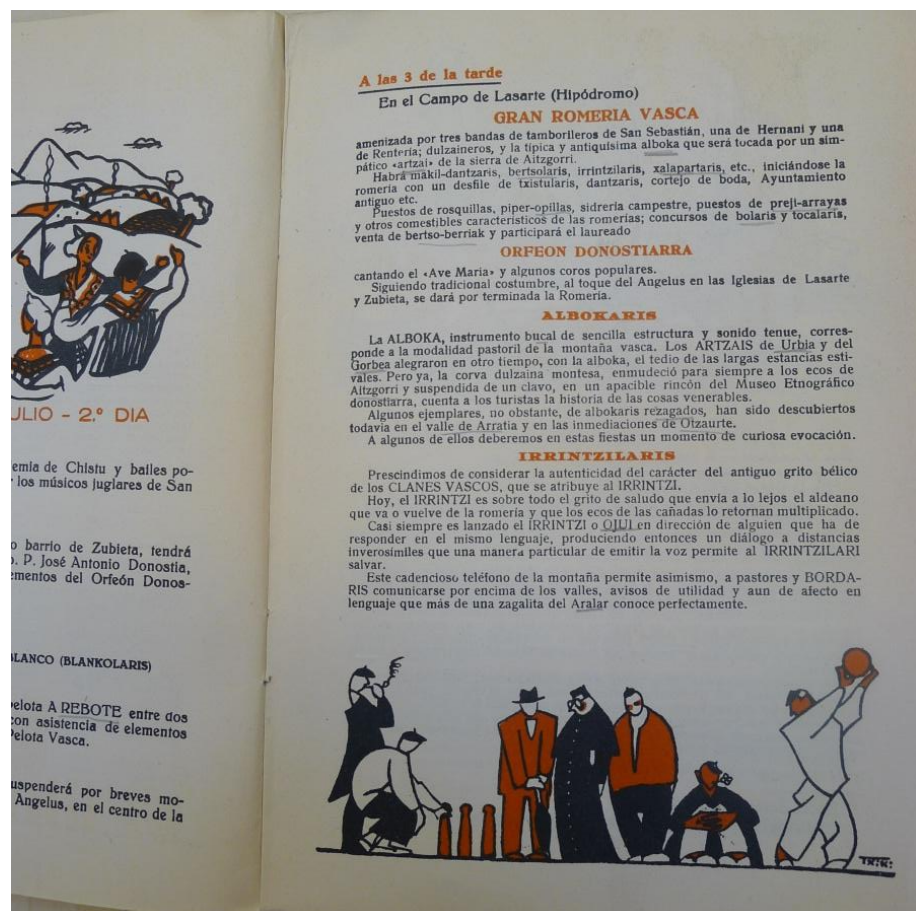 ULIO - 2.º DIA
emia de Chistu y bailes po-
los músicos juglares de San
o barrio de Zubieta, tendrá
P. José Antonio Donostia,
ementos del Orfeón Donos-
LANCO (BLANKOLARIS)
pelota A REBOTE entre dos
con asistencia de elementos
Pelota Vasca.
uspenderá por breves mo-
Angelus, en el centro de la
A las 3 de la tarde
En el Campo de Lasarte (Hipódromo)
GRAN ROMERIA VASCA
amenizada por tres bandas de tamborileros de San Sebastián, una de Hernani y una
de Rentería; dulzaineros, y la típica y antiquísima alboka que será tocada por un sim-
pático «artzai» de la sierra de Aitzgorri.
Habrá makil-dantzaris, bertsolaris, irrintzilaris, xalapartaris, etc., iniciándose la
romería con un desfile de txistularis, dantzaris, cortejo de boda, Ayuntamiento
antiguo etc.
Puestos de rosquillas, piper-opillas, sidrería campestre, puestos de preji-arrayas
y otros comestibles característicos de las romerías; concursos de bolaris y tocalaris,
venta de bertso-berriak y participará el laureado
ORFEON DONOSTIARRA
cantando el «Ave Maria» y algunos coros populares.
Siguiendo tradicional costumbre, al toque del Angelus en las Iglesias de Lasarte
y Zubieta, se dará por terminada la Romería.
ALBOKARIS
La ALBOKA, instrumento bucal de sencilla estructura y sonido tenue, corres-
ponde a la modalidad pastoril de la montaña vasca. Los ARTZAIS de Urbia y del
Gorbea alegraron en otro tiempo, con la alboka, el tedio de las largas estancias esti-
vales. Pero ya, la corva dulzaina montesa, enmudeció para siempre a los ecos de
Aitzgorri y suspendida de un clavo, en un apacible rincón del Museo Etnográfico
donostiarra, cuenta a los turistas la historia de las cosas venerables.
Algunos ejemplares, no obstante, de albokaris rezagados, han sido descubiertos
todavia en el valle de Arratia y en las inmediaciones de Otzaurte.
A algunos de ellos deberemos en estas fiestas un momento de curiosa evocación.
IRRINTZILARIS
Prescindimos de considerar la autenticidad del carácter del antiguo grito bélico
de los CLANES VASCOS, que se atribuye al IRRINTZI.
Hoy, el IRRINTZI es sobre todo el grito de saludo que envía a lo lejos el aldeano
que va o vuelve de la romería y que los ecos de las cañadas lo retornan multiplicado.
Casi siempre es lanzado el IRRINTZI o OJUI en dirección de alguien que ha de
responder en el mismo lenguaje, produciendo entonces un diálogo a distancias
inverosímiles que una manera particular de emitir la voz permite al IRRINTZILARI
salvar.
Este cadencioso teléfono de la montaña permite asimismo, a pastores y BORDA-
RIS comunicarse por encima de los valles, avisos de utilidad y aun de afecto en
lenguaje que más de una zagalita del Aralar conoce perfectamente.
TXIKI